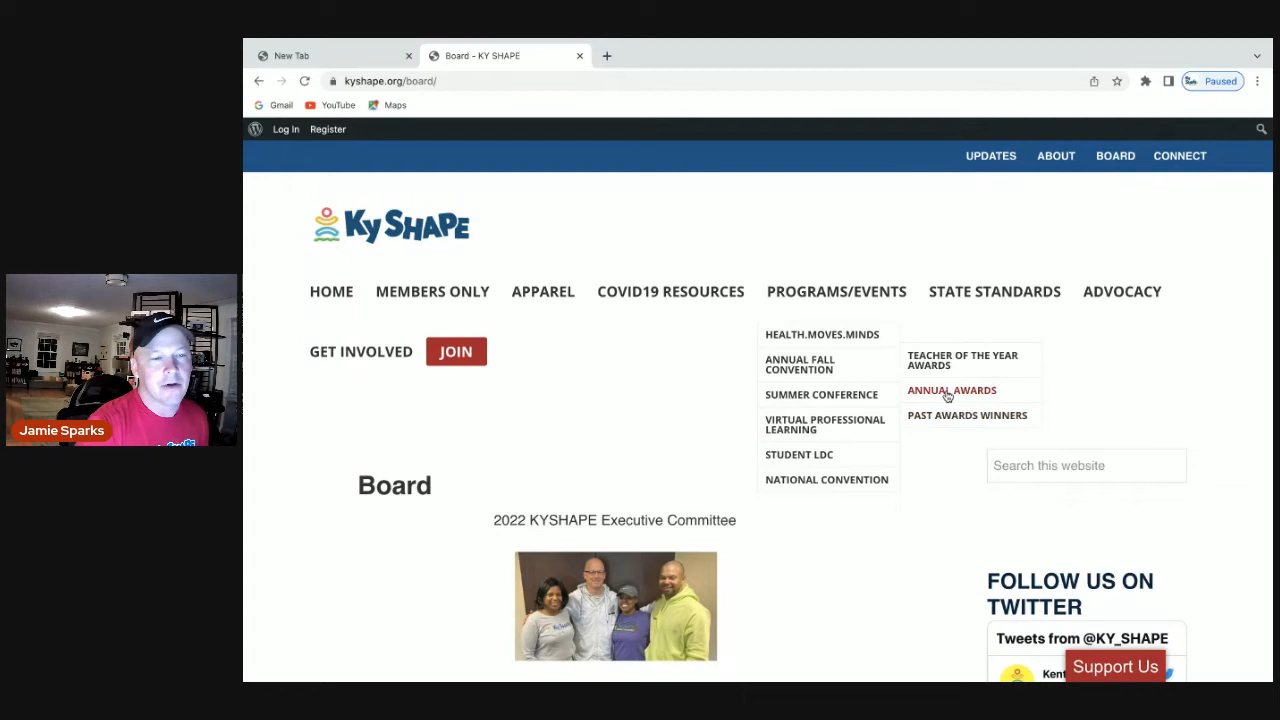 New Tab
Board - KY SHAPE
kyshape.org/board/
Paused
Gmail YouTube Maps
Log In Register
UPDATES ABOUT BOARD CONNECT
Ky SHAPE
HOME MEMBERS ONLY APPAREL COVID19 RESOURCES PROGRAMS/EVENTS STATE STANDARDS ADVOCACY
GET INVOLVED JOIN
HEALTH.MOVES.MINDS
ANNUAL FALL
CONVENTION
SUMMER CONFERENCE
VIRTUAL PROFESSIONAL
LEARNING
STUDENT LDC
NATIONAL CONVENTION
TEACHER OF THE YEAR
AWARDS
ANNUAL AWARDS
PAST AWARDS WINNERS
Jamie Sparks
Search this website
Board
2022 KYSHAPE Executive Committee
FOLLOW US ON
TWITTER
Tweets from @KY_SHAPE
Kent
Support Us